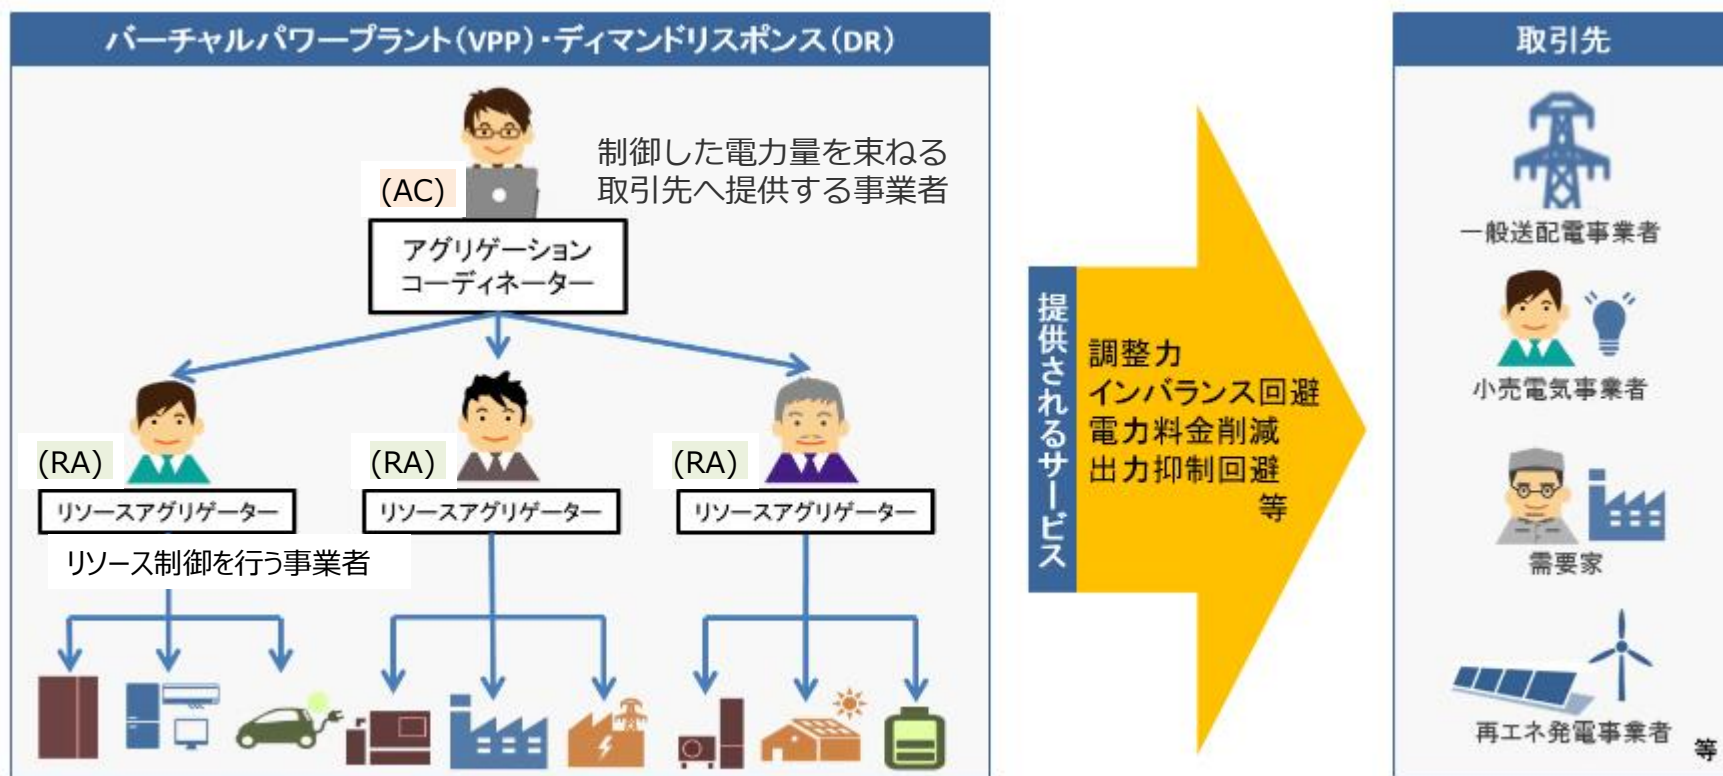 バーチャルパワープラント（VPP）・ディマンドリスポンス（DR）
(AC)
制御した電力量を束ねる
取引先へ提供する事業者
アグリゲーション
コーディネーター
(RA)
(RA)
(RA)
リソースアグリゲーター
リソースアグリゲーター
リソースアグリゲーター
リソース制御を行う事業者
提供されるサービス
調整力
インバランス回避
電力料金削減
出力抑制回避
等
取引先
一般送配電事業者
小売電気事業者
需要家
再エネ発電事業者
等